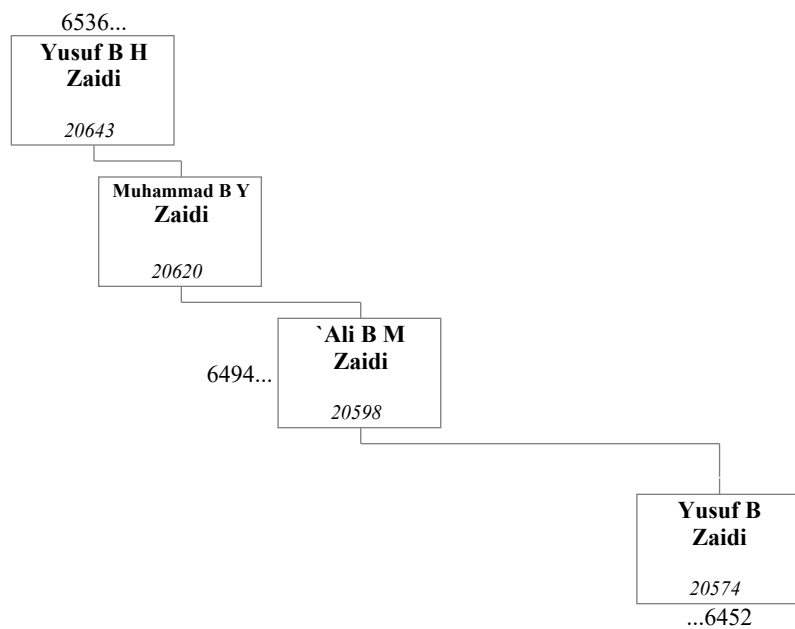 6536...
Yusuf B H
Zaidi
20643
Muhammad B Y
Zaidi
20620
`Ali B M
Zaidi
6494...
20598
Yusuf B
Zaidi
20574
...6452